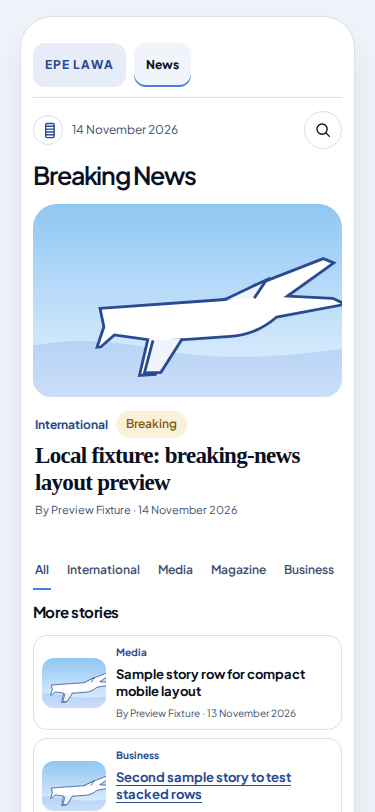 EPE LAWA
News
14 November 2026
Breaking News
International
Breaking
Local fixture: breaking-news
layout preview
By Preview Fixture · 14 November 2026
All
International
Media
Magazine
Business
More stories
Media
Sample story row for compact
mobile layout
By Preview Fixture · 13 November 2026
Business
Second sample story to test
stacked rows